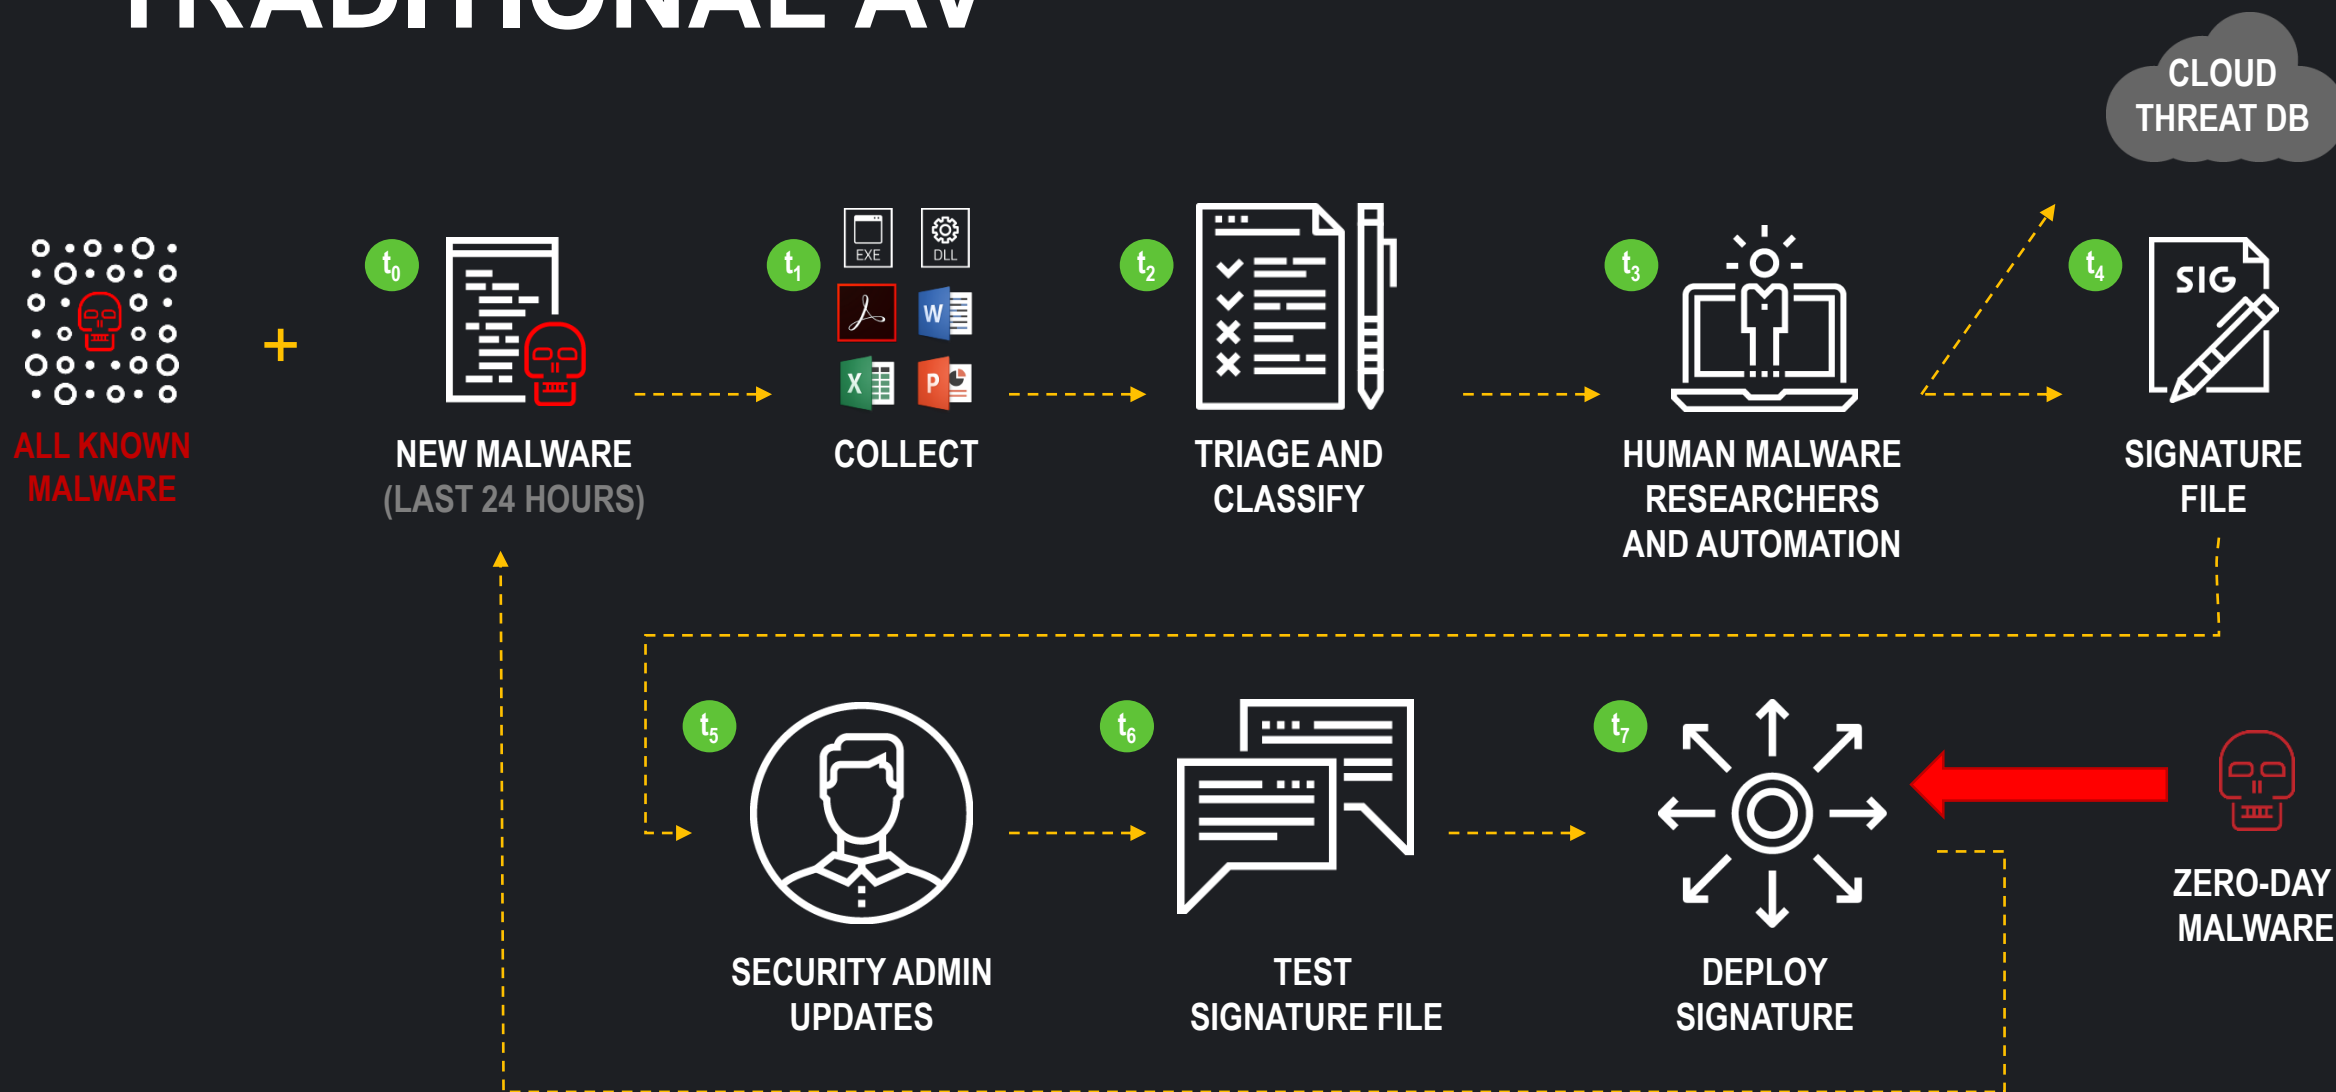 TRADITIONAL AV
CLOUD
THREAT DB
t0
t1
EXE
DLL
W
X
P
t2
t3
t4
SIG
ALL KNOWN
MALWARE
+
NEW MALWARE
(LAST 24 HOURS)
COLLECT
TRIAGE AND
CLASSIFY
HUMAN MALWARE
RESEARCHERS
AND AUTOMATION
SIGNATURE
FILE
t5
t6
t7
SECURITY ADMIN
UPDATES
TEST
SIGNATURE FILE
DEPLOY
SIGNATURE
ZERO-DAY
MALWARE